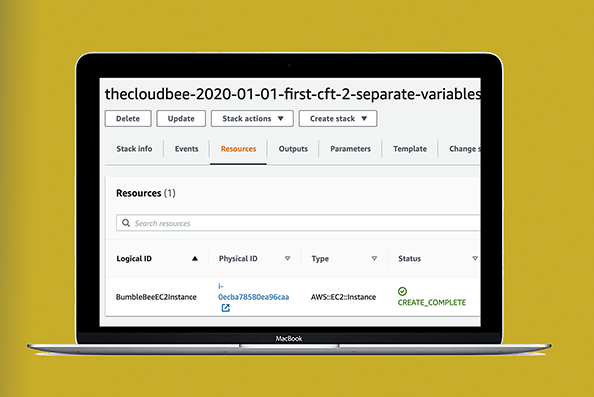 thecloudbee-2020-01-01-first-cft-2-separate-variables
Delete Update Stack actions Create stack
Stack info Events Resources Outputs Parameters Template Change s
Resources (1)
Search resources
Logical ID Physical ID Type Status
i-
BumbleBeeEC2Instance 0ecba78580ea96caa AWS::EC2::Instance CREATE_COMPLETE
MacBook